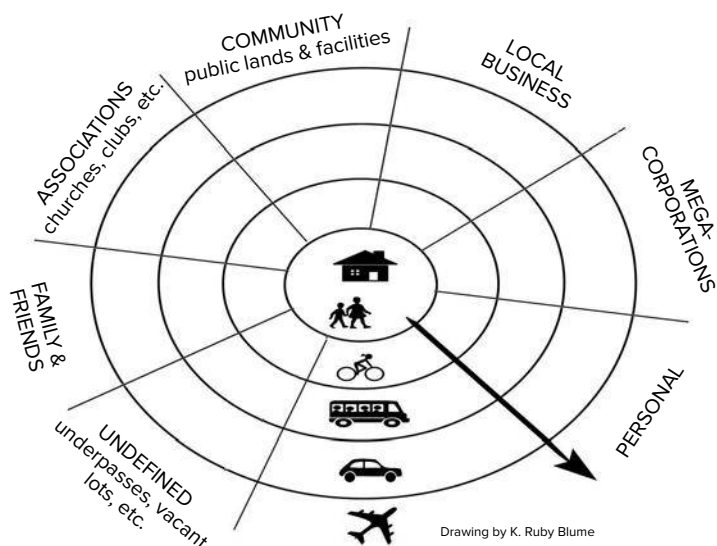 COMMUNITY
public lands & facilities
LOCAL
BUSINESS
ASSOCIATIONS
churches, clubs, etc.
MEGA-
CORPORATIONS
FAMILY &
FRIENDS
PERSONAL
UNDEFINED
underpasses, vacant
lots, etc.
Drawing by K. Ruby Blume